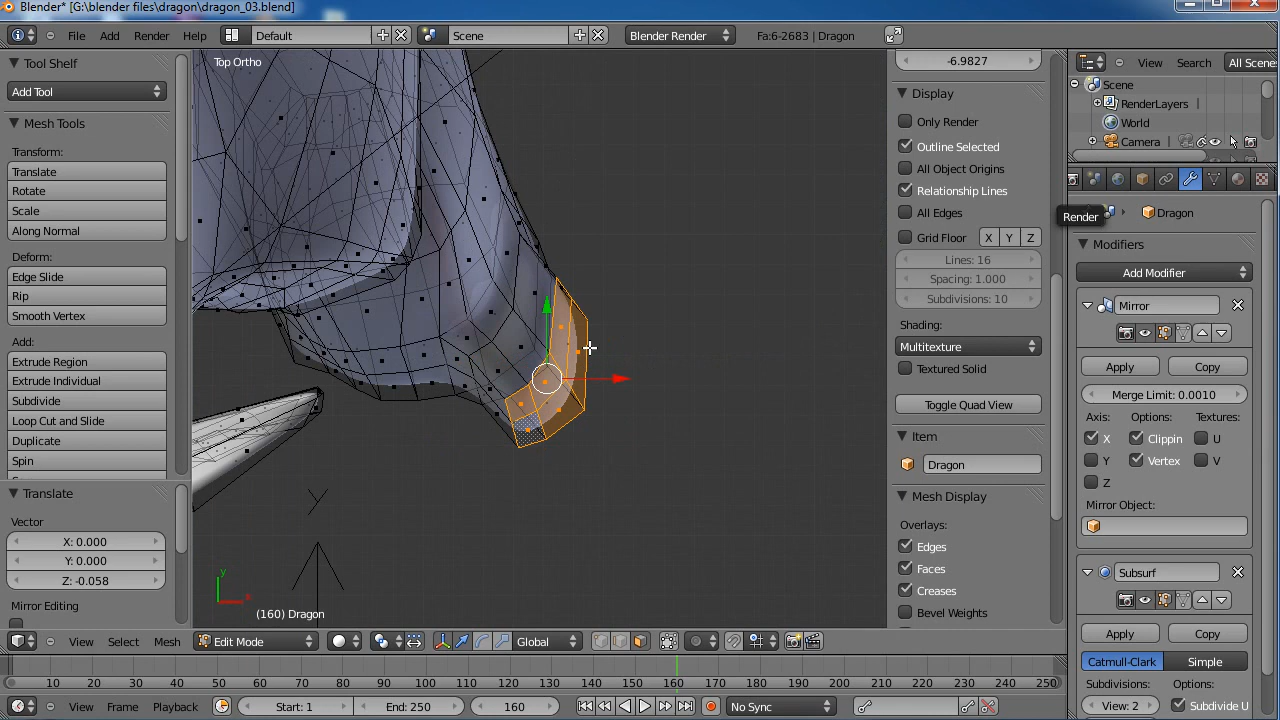 Blender* [G:\blender files\dragon\dragon_03.blend]
File Add Render Help Default Scene Blender Render Fa:6-2683 | Dragon
Tool Shelf
Add Tool
Mesh Tools
Transform:
Translate
Rotate
Scale
Along Normal
Deform:
Edge Slide
Rip
Smooth Vertex
Add:
Extrude Region
Extrude Individual
Subdivide
Loop Cut and Slide
Duplicate
Spin
Translate
Vector
X: 0.000
Y: 0.000
Z: -0.058
Mirror Editing
Top Ortho
y
(160) Dragon
-6.9827
Display
Only Render
Outline Selected
All Object Origins
Relationship Lines
All Edges
Grid Floor X Y Z
Lines: 16
Spacing: 1.000
Subdivisions: 10
Shading:
Multitexture
Textured Solid
Toggle Quad View
Item
Dragon
Mesh Display
Overlays:
Edges
Faces
Creases
Bevel Weights
View Search All Scene
Scene
RenderLayers
World
Camera
Render
Dragon
Modifiers
Add Modifier
Mirror
Apply Copy
Merge Limit: 0.0010
Axis: Options: Textures:
X Clippin U
Y Vertex V
Z
Mirror Object:
Subsurf
Apply Copy
Catmull-Clark Simple
Subdivisions: Options:
View: 2 Subdivide U
View Select Mesh Edit Mode Global
10 20 30 40 50 60 70 80 90 100 110 120 130 140 150 160 170 180 190 200 210 220 230 240 250
View Frame Playback Start: 1 End: 250 160 No Sync